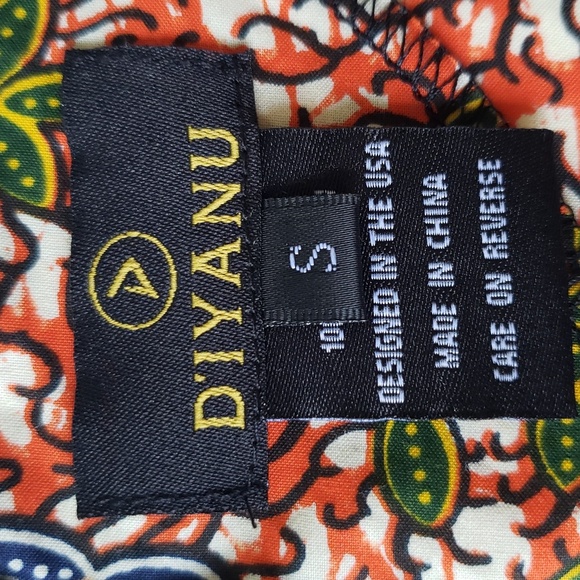 D'IYANU
S
DESIGNED IN THE USA
MADE IN CHINA
CARE ON REVERSE